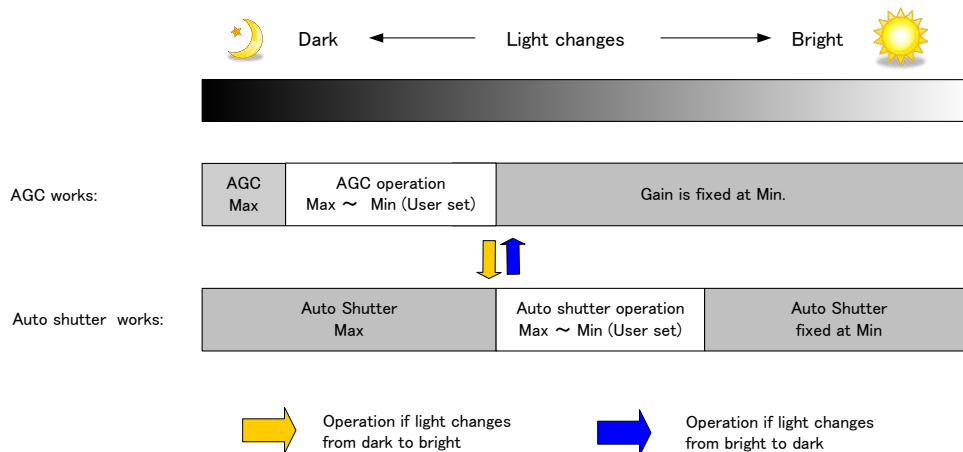 Dark
Light changes
Bright
AGC works:
AGC
Max
AGC operation
Max ～ Min (User set)
Gain is fixed at Min.
Auto shutter works:
Auto Shutter
Max
Auto shutter operation
Max ～ Min (User set)
Auto Shutter
fixed at Min
Operation if light changes
from dark to bright
Operation if light changes
from bright to dark